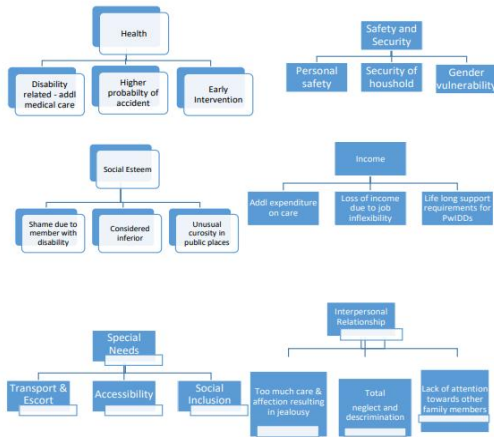 Health
Disability
related - addl
medical care
Higher
probabilty of
accident
Early
Intervention
Safety and
Security
Personal
safety
Security of
houshold
Gender
vulnerability
Social Esteem
Shame due to
member with
disability
Considered
inferior
Unusual
curosity in
public places
Income
Addl expenditure
on care
Loss of income
due to job
inflexibility
Life long support
requirements for
PwIDDs
Special
Needs
Transport &
Escort
Accessibility
Social
Inclusion
Interpersonal
Relationship
Too much care &
affection resulting
in jealousy
Total
neglect and
descrimination
Lack of attention
towards other
family members